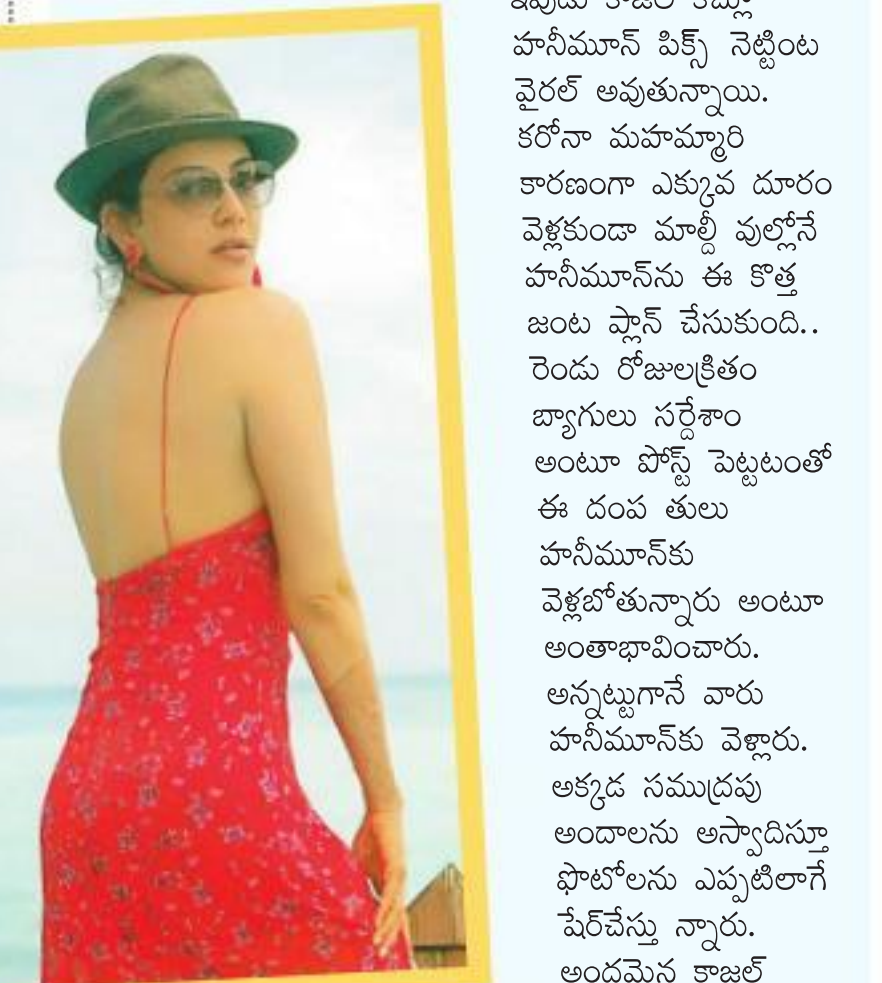 హనీమూన్ పిక్స్ నెట్టింట
వైరల్ అవుతున్నాయి.
కరోనా మహమ్మారి
కారణంగా ఎక్కువ దూరం
వెళ్లకుండా మాల్దీ వుల్లోనే
హనీమూన్‌ను ఈ కొత్త
జంట ప్లాన్ చేసుకుంది..
రెండు రోజులక్రితం
బ్యాగులు సర్దేశాం
అంటూ పోస్ట్ పెట్టటంతో
ఈ దంప తులు
హనీమూన్‌కు
వెళ్లబోతున్నారు అంటూ
అంతాభావించారు.
అన్నట్టుగానే వారు
హనీమూన్‌కు వెళ్లారు.
అక్కడ సముద్రపు
అందాలను అస్వాదిస్తూ
ఫొటోలను ఎప్పటిలాగే
షేర్‌చేస్తు న్నారు.
అందమైన కాజల్